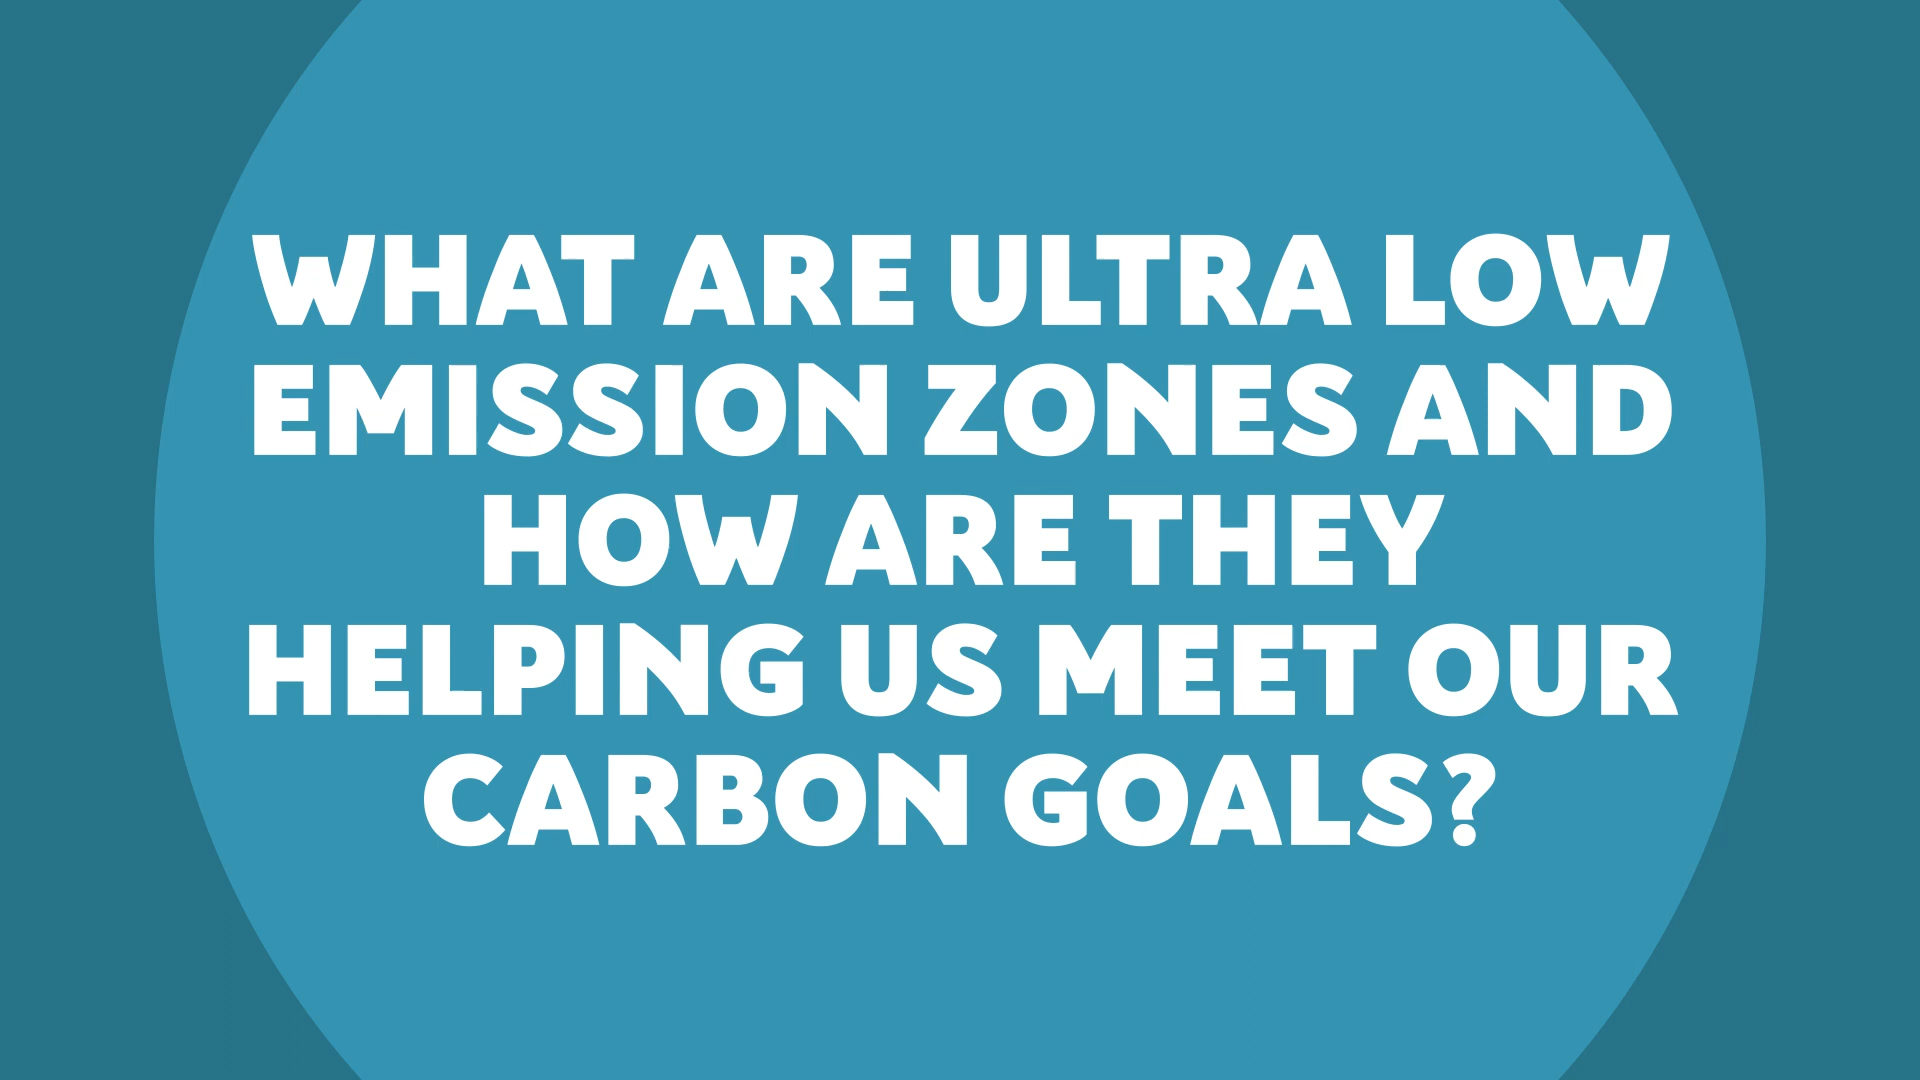 WHAT ARE ULTRA LOW
EMISSION ZONES AND
HOW ARE THEY
HELPING US MEET OUR
CARBON GOALS?